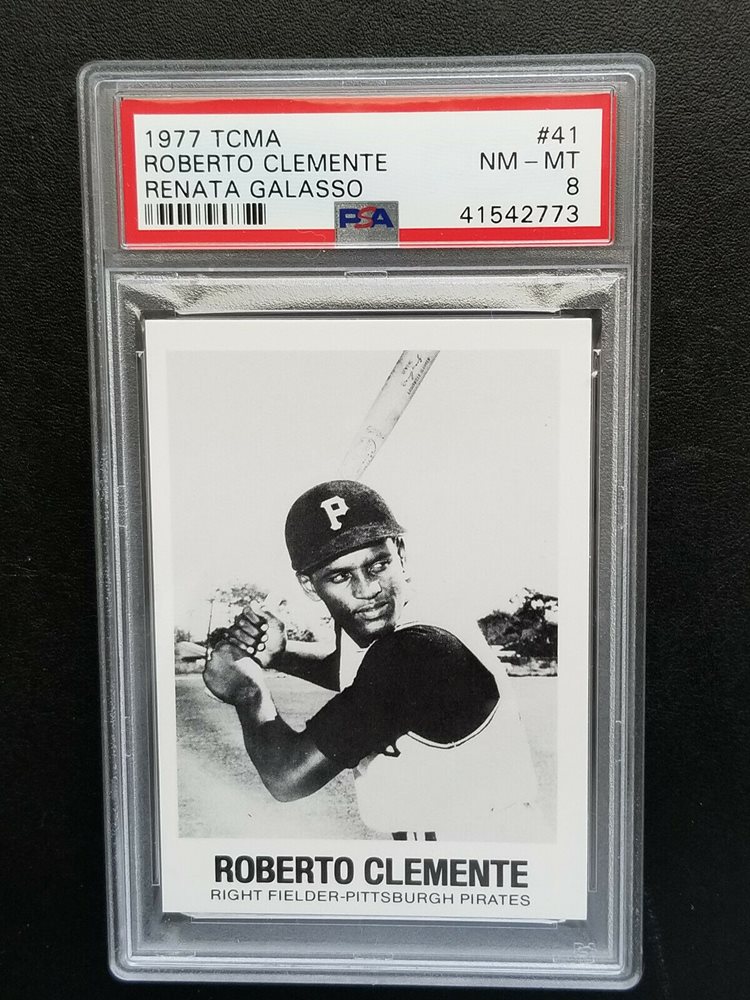 1977 TCMA #41
ROBERTO CLEMENTE NM - MT
RENATA GALASSO 8
PSA 41542773
P
ROBERTO CLEMENTE
RIGHT FIELDER-PITTSBURGH PIRATES